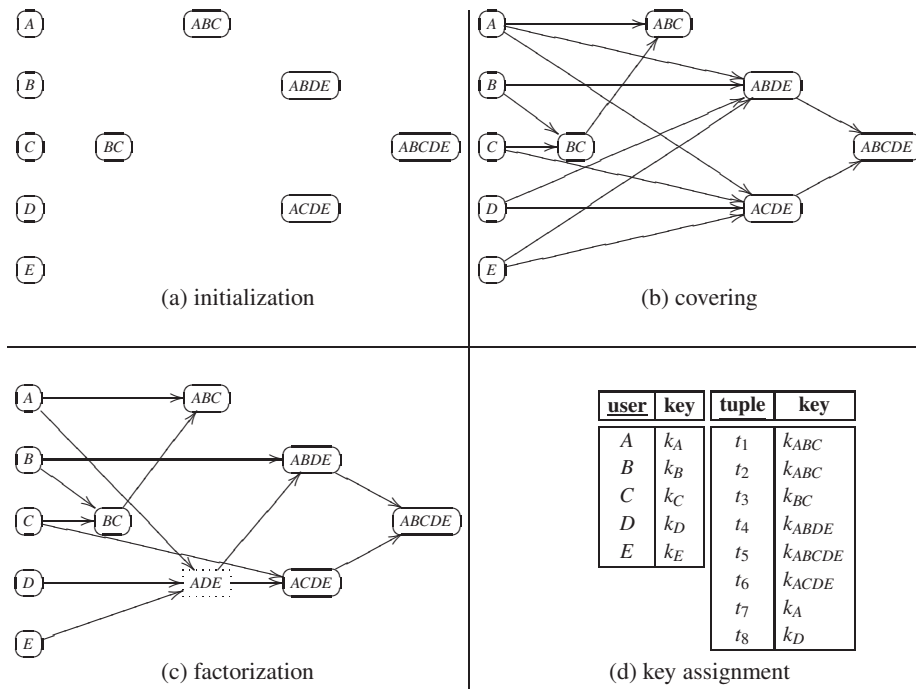 A ABC
B ABDE
C BC ABCDE
D ACDE
E
(a) initialization
A ABC
B ABDE
C BC ABCDE
D ACDE
E
(b) covering
A ABC
B ABDE
C BC ABCDE
D ADE ACDE
E
(c) factorization
user key tuple key
A k_A t_1 k_ABC
B k_B t_2 k_ABC
C k_C t_3 k_BC
D k_D t_4 k_ABDE
E k_E t_5 k_ABCDE
t_6 k_ACDE
t_7 k_A
t_8 k_D
(d) key assignment